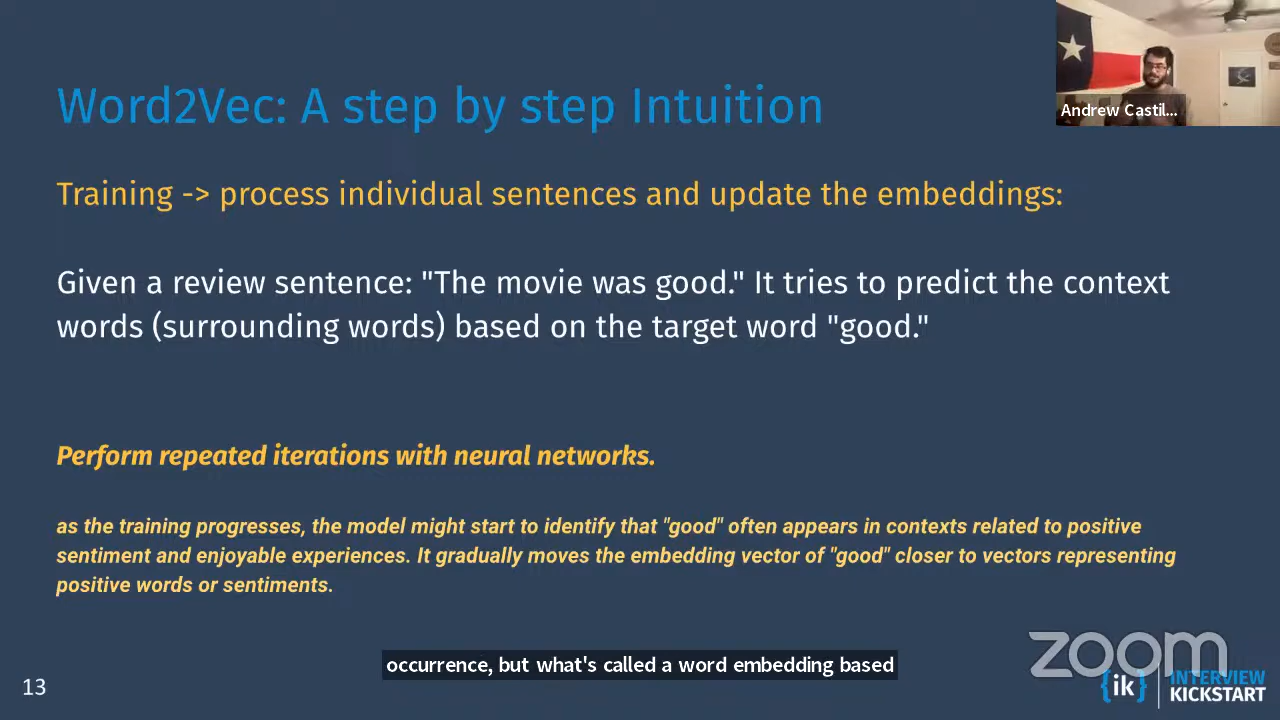 Andrew Castil...
Word2Vec: A step by step Intuition
Training -> process individual sentences and update the embeddings:
Given a review sentence: "The movie was good." It tries to predict the context
words (surrounding words) based on the target word "good."
Perform repeated iterations with neural networks.
as the training progresses, the model might start to identify that "good" often appears in contexts related to positive
sentiment and enjoyable experiences. It gradually moves the embedding vector of "good" closer to vectors representing
positive words or sentiments.
occurrence, but what's called a word embedding based
zoom
13
{ik}
INTERVIEW
KICKSTART